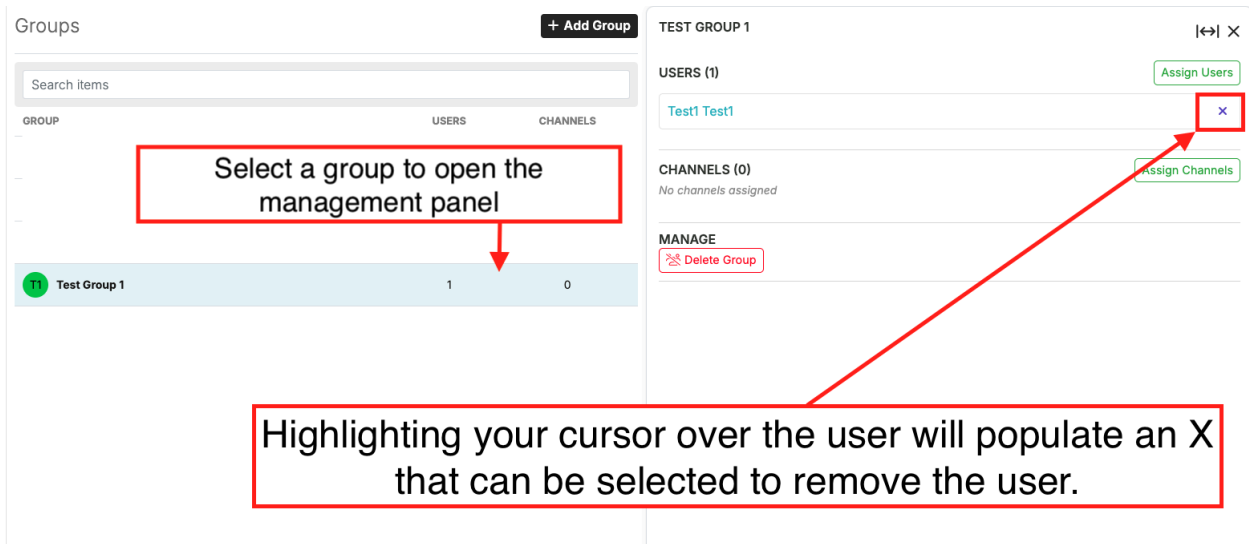 Groups
+ Add Group
Search items
GROUP USERS CHANNELS
Select a group to open the
management panel
T1 Test Group 1 1 0
TEST GROUP 1
USERS (1) Assign Users
Test1 Test1 ×
CHANNELS (0) Assign Channels
No channels assigned
MANAGE
Delete Group
Highlighting your cursor over the user will populate an X
that can be selected to remove the user.